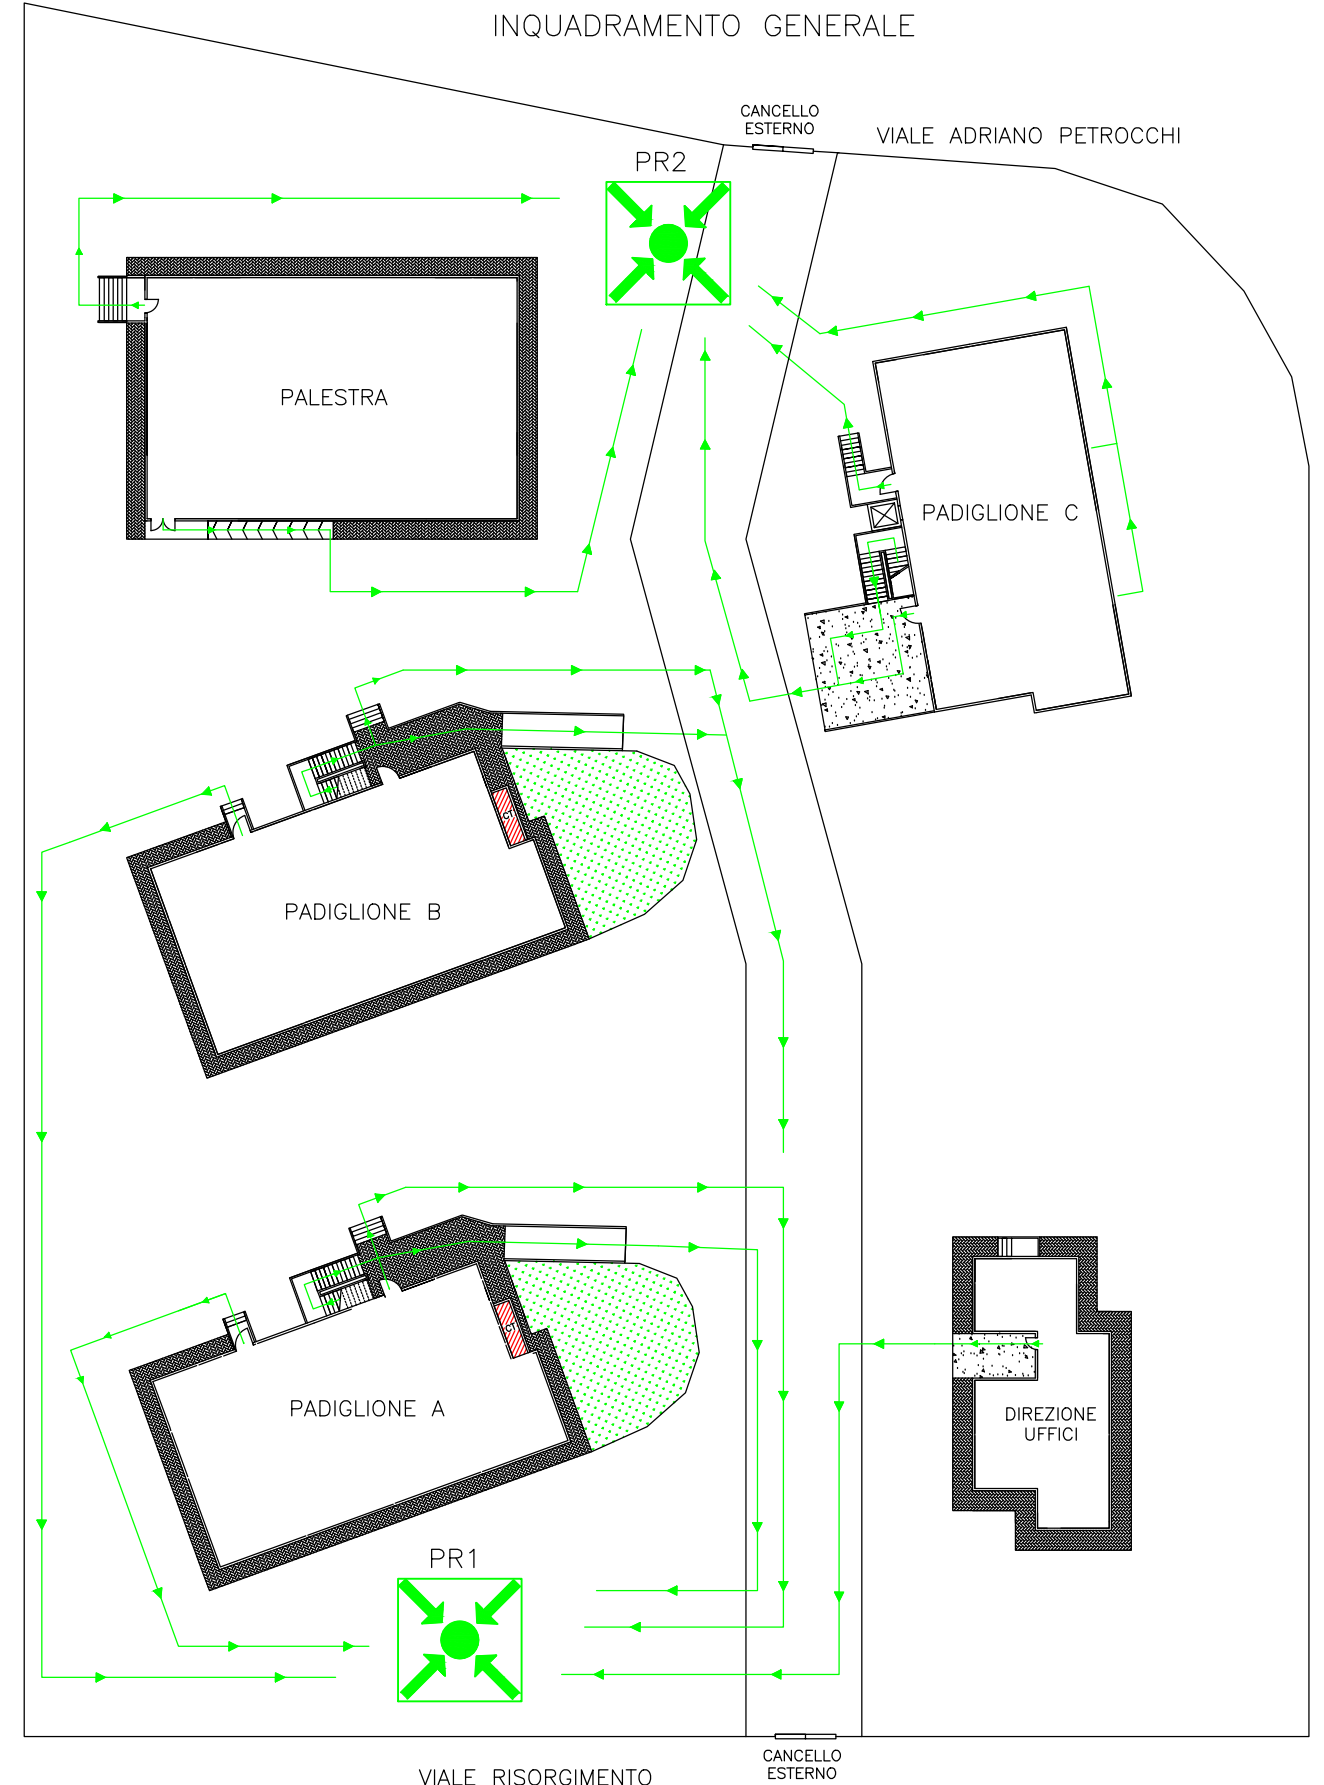 INQUADRAMENTO GENERALE
CANCELLO
ESTERNO
VIALE ADRIANO PETROCCHI
PR2
PALESTRA
PADIGLIONE C
PADIGLIONE B
PADIGLIONE A
DIREZIONE
UFFICI
PR1
CANCELLO
ESTERNO
VIALE RISORGIMENTO